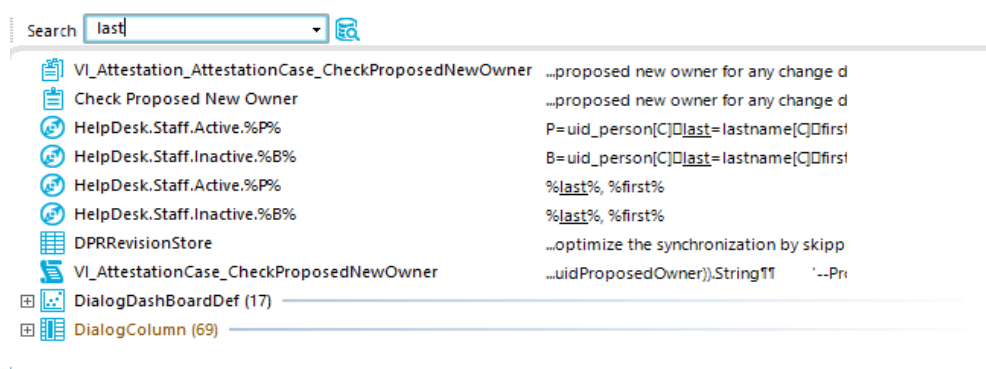 Search last
VI_Attestation_AttestationCase_CheckProposedNewOwner ...proposed new owner for any change d
Check Proposed New Owner ...proposed new owner for any change d
HelpDesk.Staff.Active.%P% P=uid_person[C]▯last=lastname[C]▯first
HelpDesk.Staff.Inactive.%B% B=uid_person[C]▯last=lastname[C]▯first
HelpDesk.Staff.Active.%P% %last%, %first%
HelpDesk.Staff.Inactive.%B% %last%, %first%
DPRRevisionStore ...optimize the synchronization by skipp
VI_AttestationCase_CheckProposedNewOwner ...uidProposedOwner)).String¶¶ '--Pro
DialogDashBoardDef (17)
DialogColumn (69)